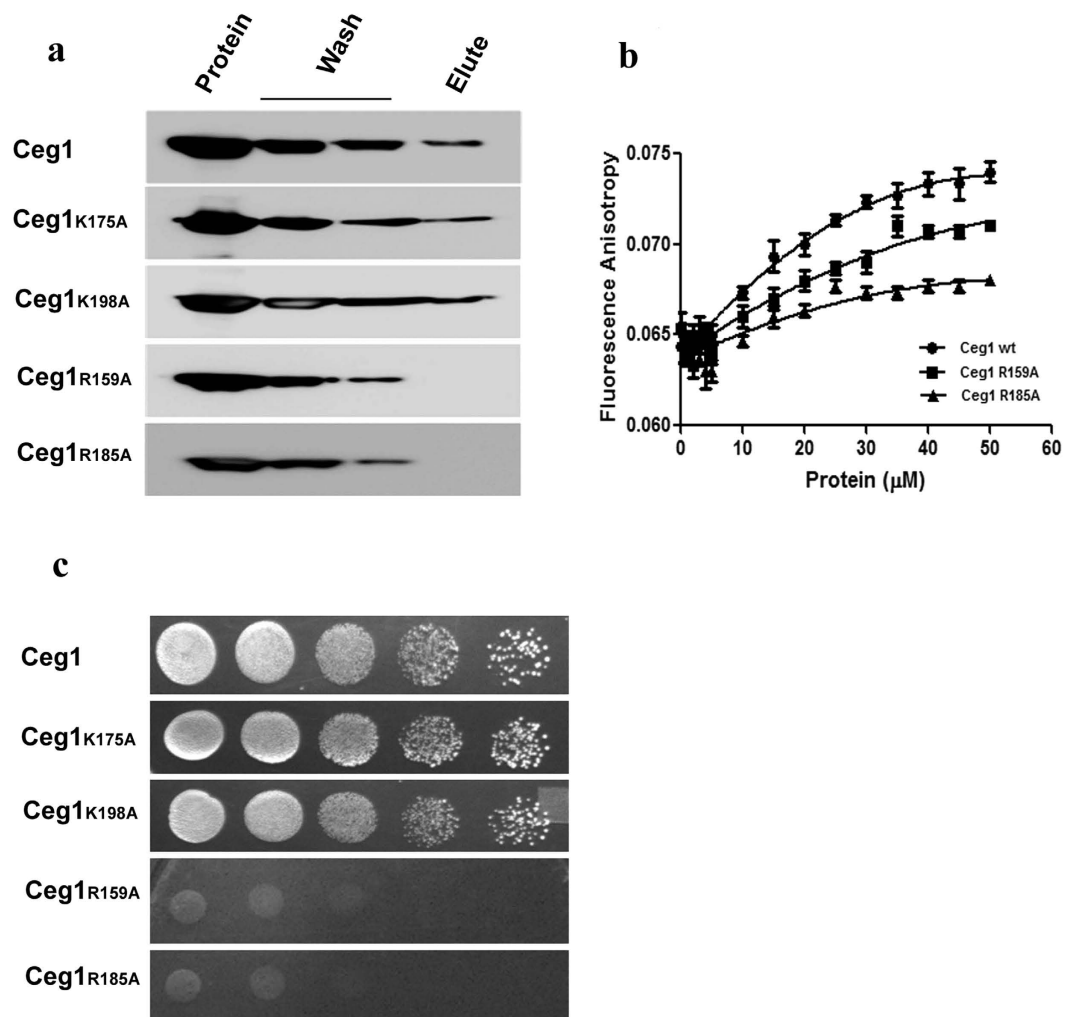 a
Protein
Wash
Elute
Ceg1
Ceg1K175A
Ceg1K198A
Ceg1R159A
Ceg1R185A
b
0.075
0.070
0.065
0.060
Fluorescence Anisotropy
Ceg1 wt
Ceg1 R159A
Ceg1 R185A
0 10 20 30 40 50 60
Protein (μM)
c
Ceg1
Ceg1K175A
Ceg1K198A
Ceg1R159A
Ceg1R185A